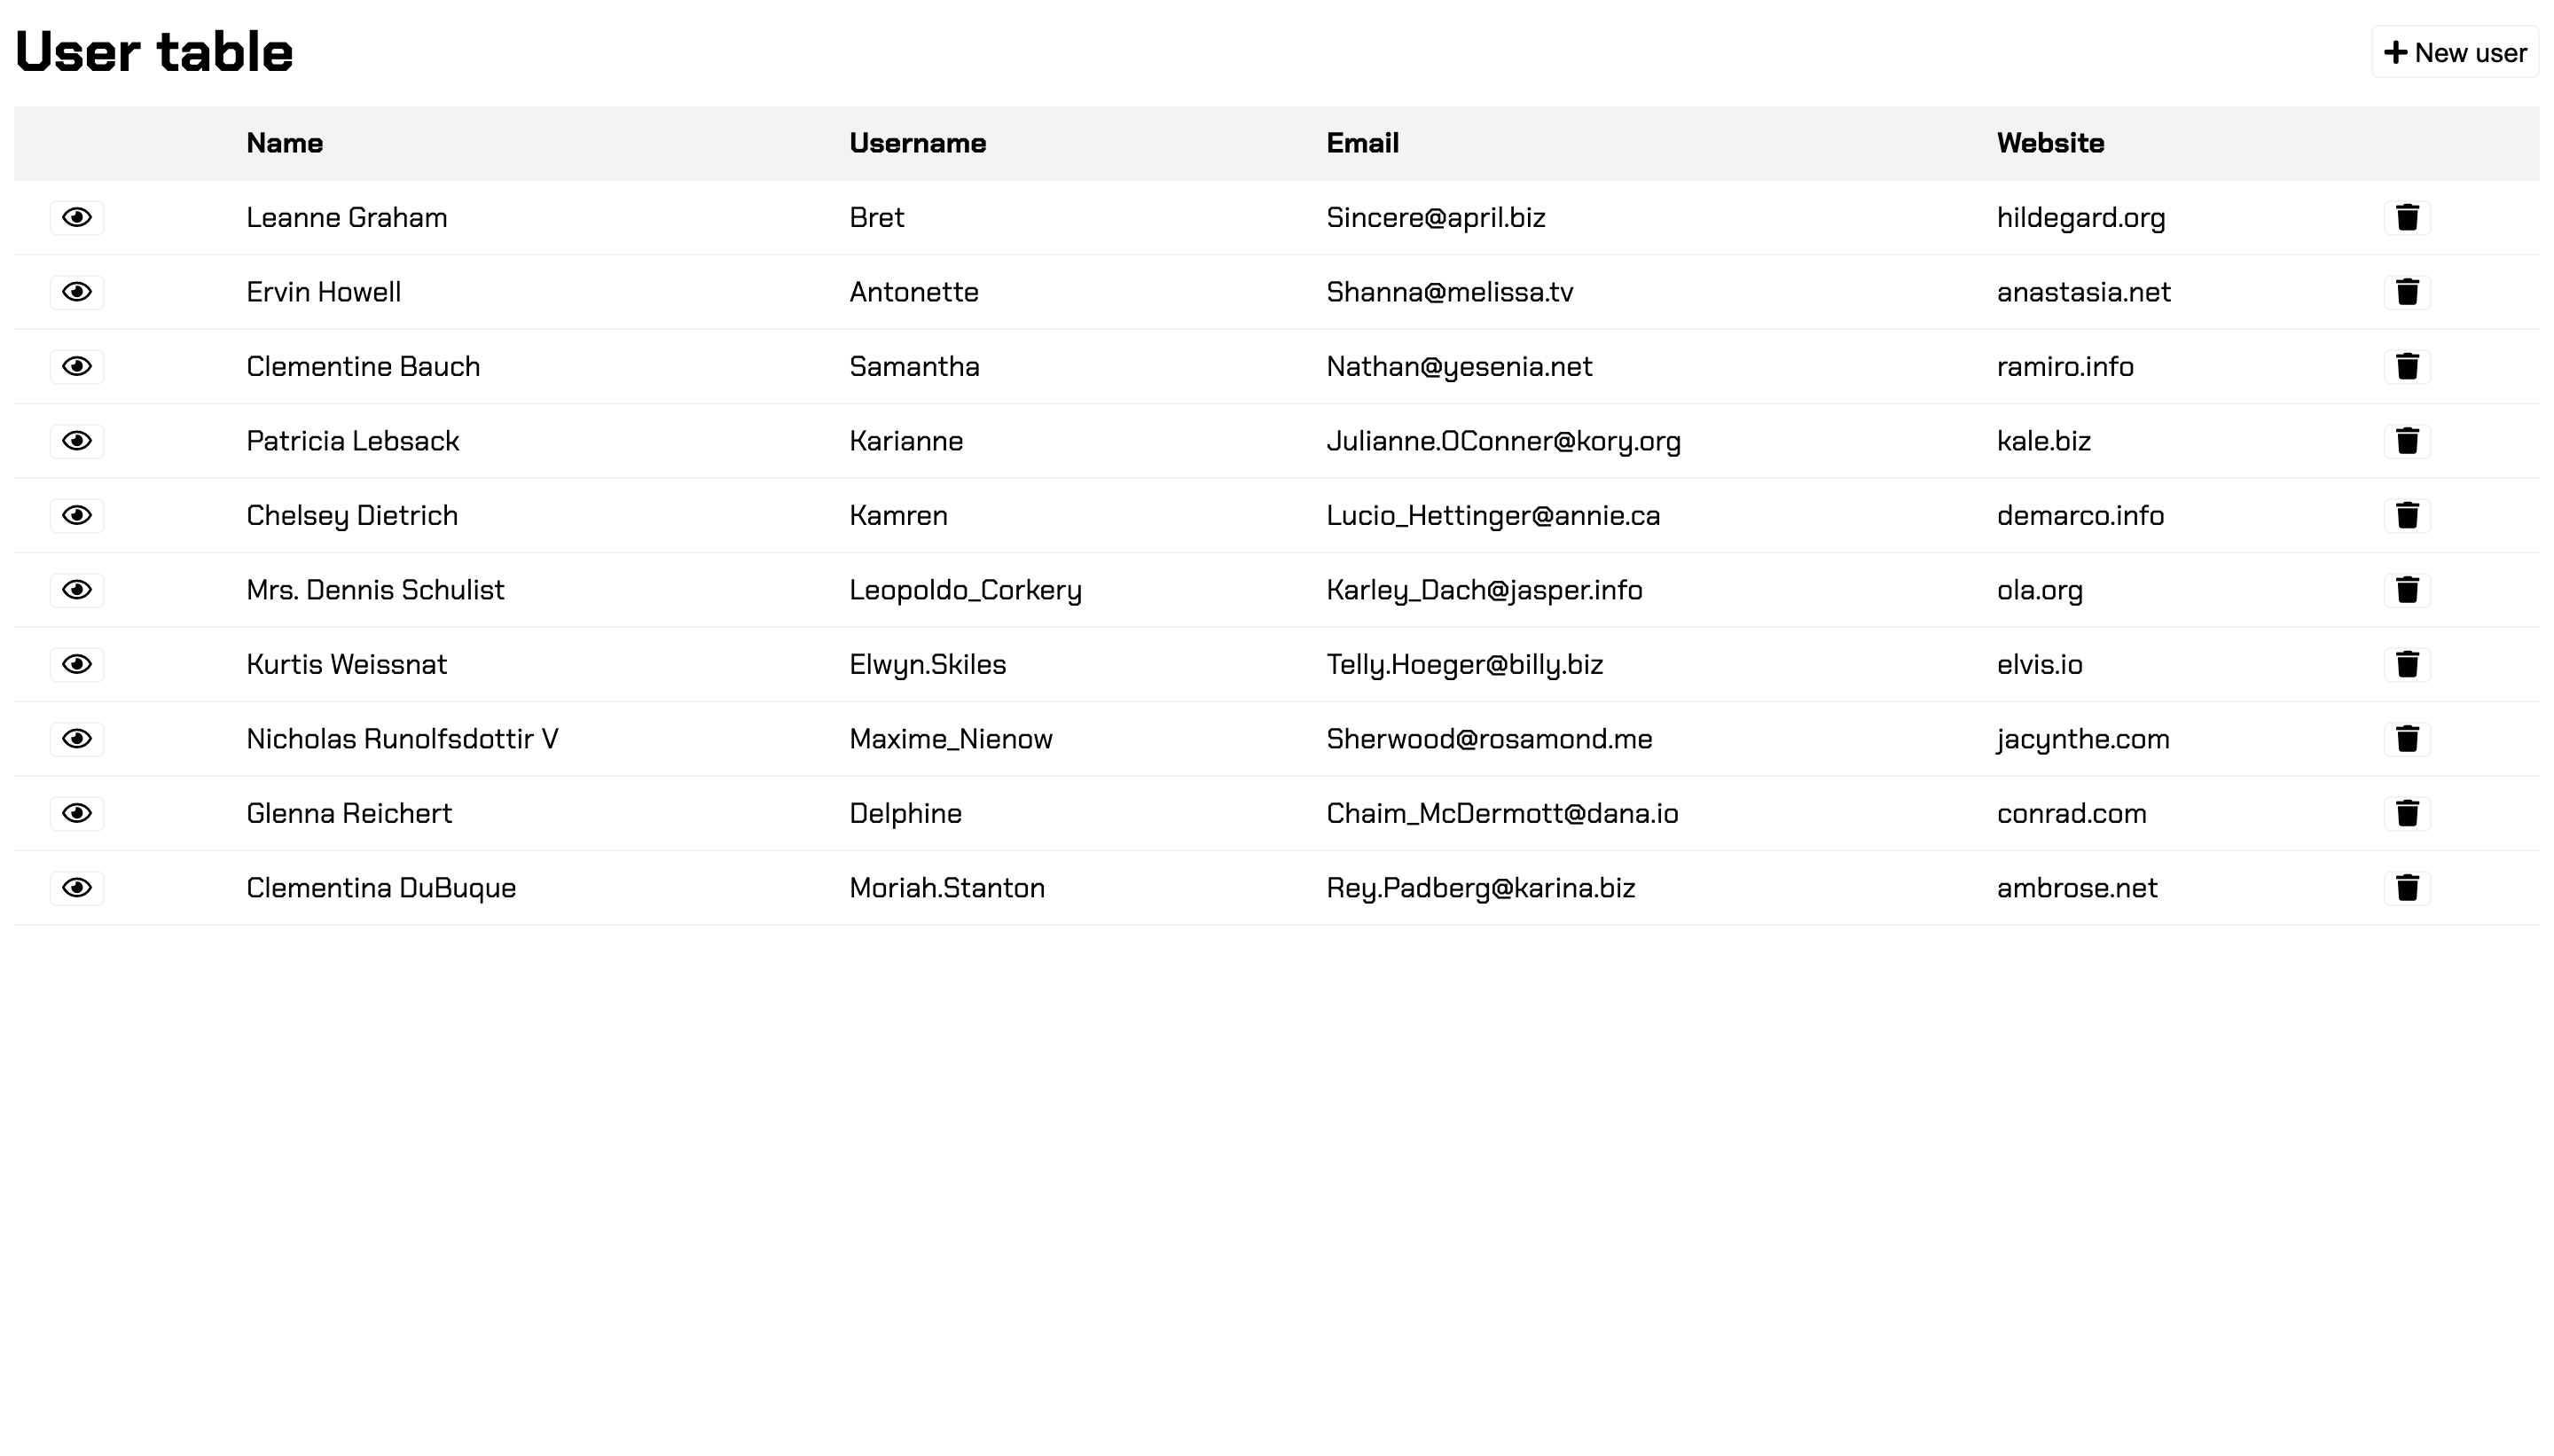 User table
New user
Name Username Email Website
Leanne Graham Bret Sincere@april.biz hildegard.org
Ervin Howell Antonette Shanna@melissa.tv anastasia.net
Clementine Bauch Samantha Nathan@yesenia.net ramiro.info
Patricia Lebsack Karianne Julianne.OConner@kory.org kale.biz
Chelsey Dietrich Kamren Lucio_Hettinger@annie.ca demarco.info
Mrs. Dennis Schulist Leopoldo_Corkery Karley_Dach@jasper.info ola.org
Kurtis Weissnat Elwyn.Skiles Telly.Hoeger@billy.biz elvis.io
Nicholas Runolfsdottir V Maxime_Nienow Sherwood@rosamond.me jacynthe.com
Glenna Reichert Delphine Chaim_McDermott@dana.io conrad.com
Clementina DuBuque Moriah.Stanton Rey.Padberg@karina.biz ambrose.net